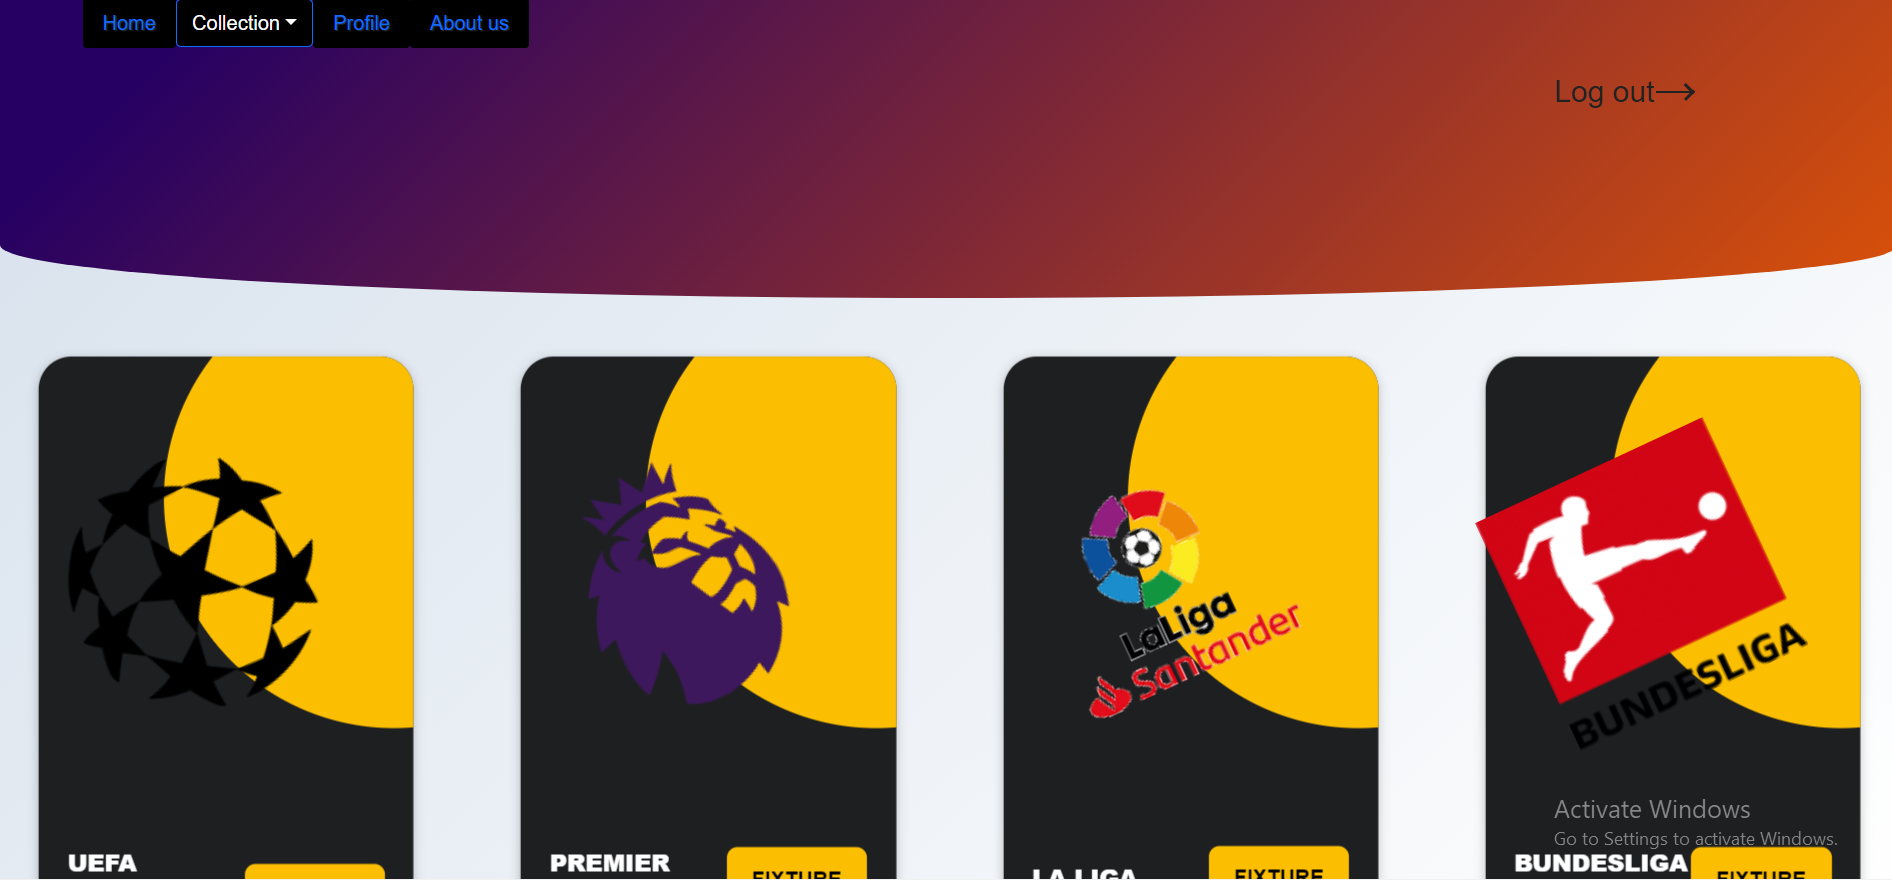 Home Collection Profile About us
Log out
LaLiga
Santander
BUNDESLIGA
Activate Windows
Go to Settings to activate Windows.
UEFA
PREMIER FIXTURE
LA LIGA FIXTURE
BUNDESLIGA FIXTURE